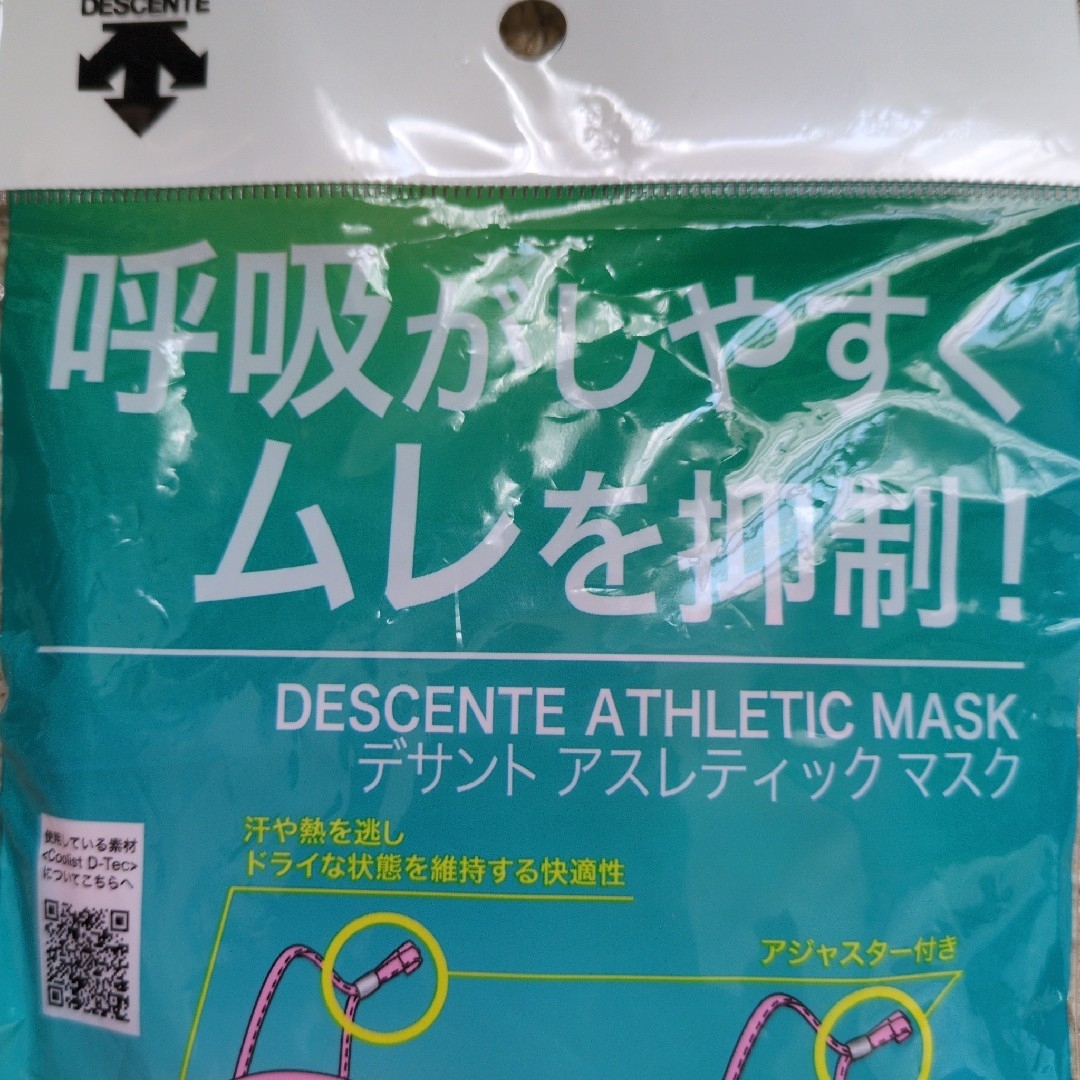 DESCENTE
呼吸がしやすく
ムレを抑制!
DESCENTE ATHLETIC MASK
デサント アスレティック マスク
使用している素材
<Coolist D-Tec>
についてこちらへ
汗や熱を逃し
ドライな状態を維持する快適性
アジャスター付き